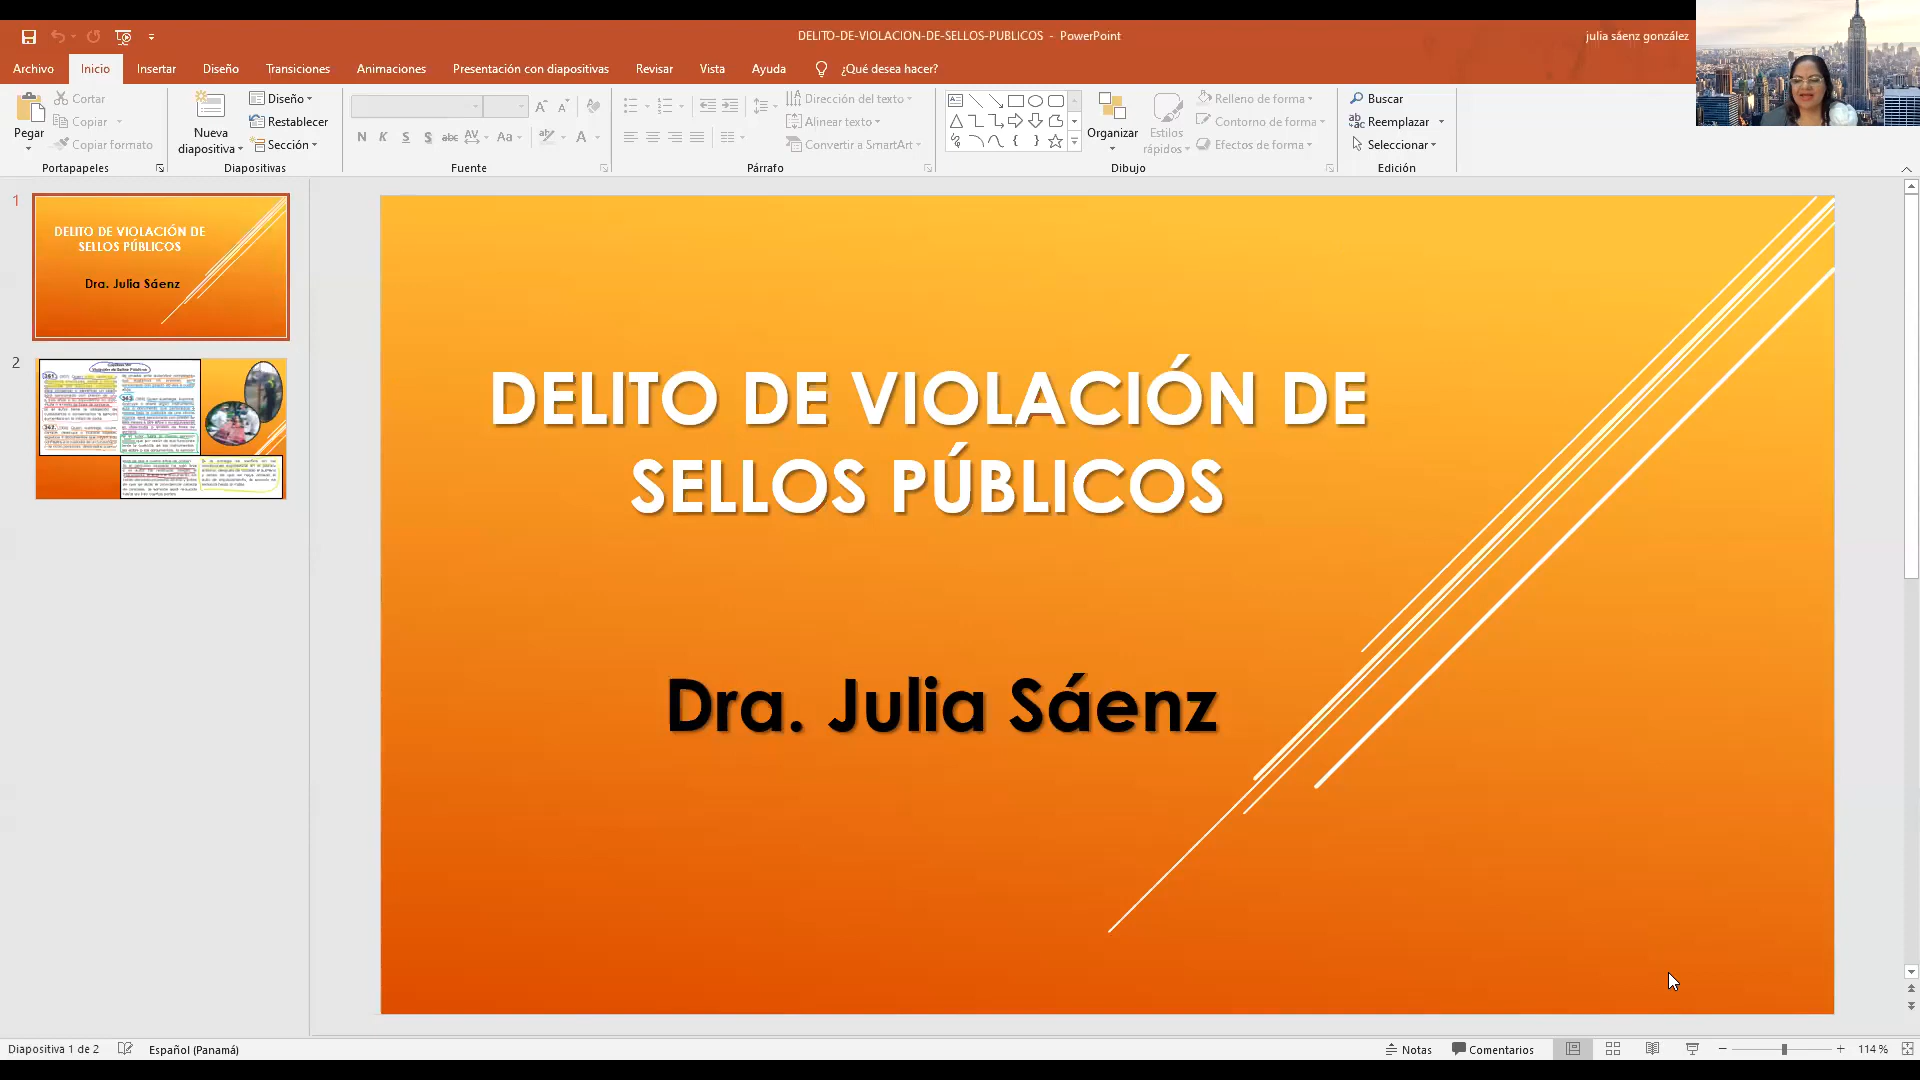 DELITO-DE-VIOLACION-DE-SELLOS-PUBLICOS - PowerPoint
julia sáenz gonzález
Archivo Inicio Insertar Diseño Transiciones Animaciones Presentación con diapositivas Revisar Vista Ayuda ¿Qué desea hacer?
Pegar
Cortar
Copiar
Copiar formato
Portapapeles
Nueva diapositiva
Diseño
Restablecer
Sección
Diapositivas
N K S S abc AV Aa A
Fuente
Dirección del texto
Alinear texto
Convertir a SmartArt
Párrafo
Organizar
Estilos rápidos
Relleno de forma
Contorno de forma
Efectos de forma
Dibujo
Buscar
Reemplazar
Seleccionar
Edición
1
DELITO DE VIOLACIÓN DE
SELLOS PÚBLICOS
Dra. Julia Sáenz
2
DELITO DE VIOLACIÓN DE
SELLOS PÚBLICOS
Dra. Julia Sáenz
Diapositiva 1 de 2 Español (Panamá) Notas Comentarios 114 %